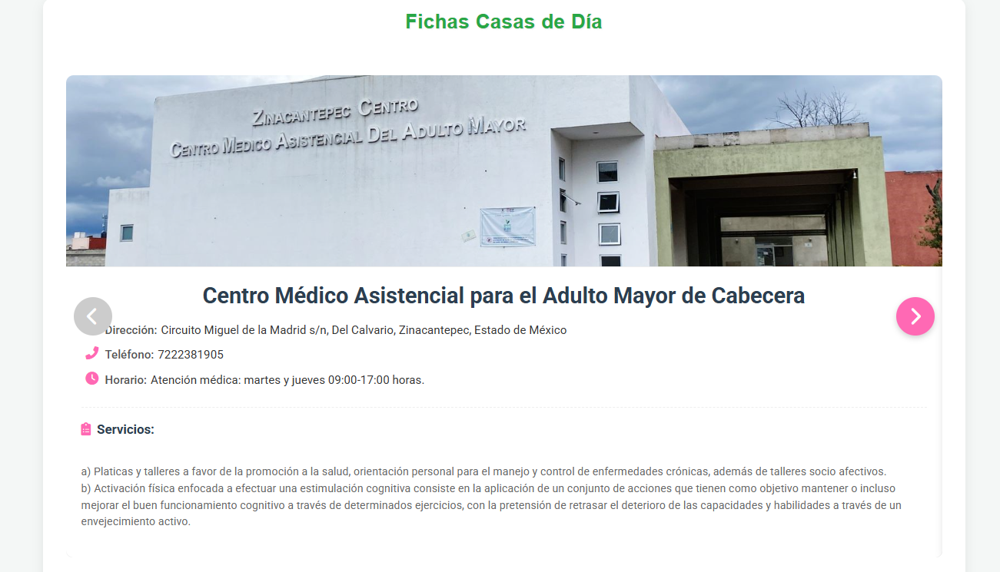 Fichas Casas de Día
ZINACANTEPEC CENTRO
CENTRO MEDICO ASISTENCIAL DEL ADULTO MAYOR
Centro Médico Asistencial para el Adulto Mayor de Cabecera
Dirección: Circuito Miguel de la Madrid s/n, Del Calvario, Zinacantepec, Estado de México
Teléfono: 7222381905
Horario: Atención médica: martes y jueves 09:00-17:00 horas.
Servicios:
a) Platicas y talleres a favor de la promoción a la salud, orientación personal para el manejo y control de enfermedades crónicas, además de talleres socio afectivos.
b) Activación física enfocada a efectuar una estimulación cognitiva consiste en la aplicación de un conjunto de acciones que tienen como objetivo mantener o incluso
mejorar el buen funcionamiento cognitivo a través de determinados ejercicios, con la pretensión de retrasar el deterioro de las capacidades y habilidades a través de un
envejecimiento activo.